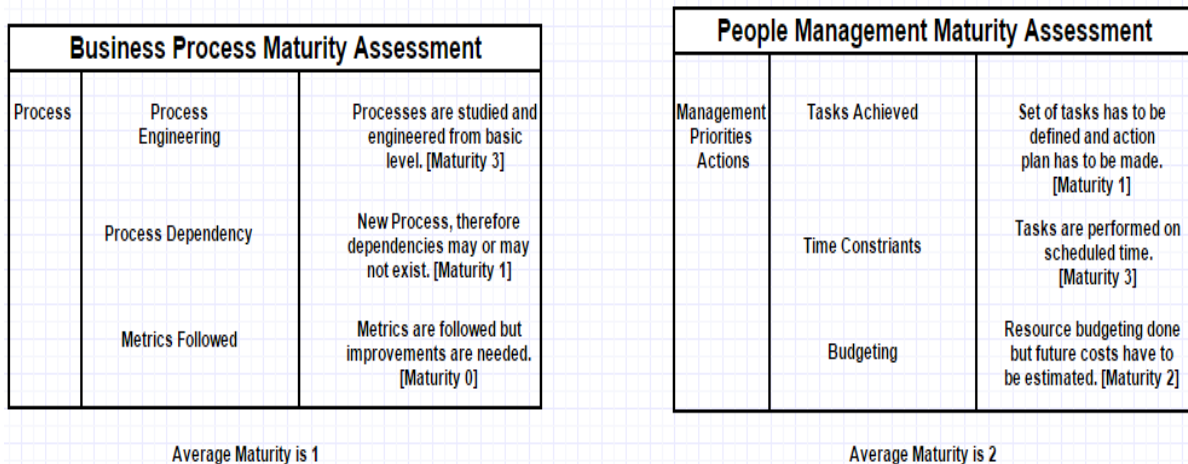 Business Process Maturity Assessment
Process
Process
Engineering
Processes are studied and
engineered from basic
level. [Maturity 3]
Process Dependency
New Process, therefore
dependencies may or may
not exist. [Maturity 1]
Metrics Followed
Metrics are followed but
improvements are needed.
[Maturity 0]
Average Maturity is 1
People Management Maturity Assessment
Management
Priorities
Actions
Tasks Achieved
Set of tasks has to be
defined and action
plan has to be made.
[Maturity 1]
Time Constriants
Tasks are performed on
scheduled time.
[Maturity 3]
Budgeting
Resource budgeting done
but future costs have to
be estimated. [Maturity 2]
Average Maturity is 2